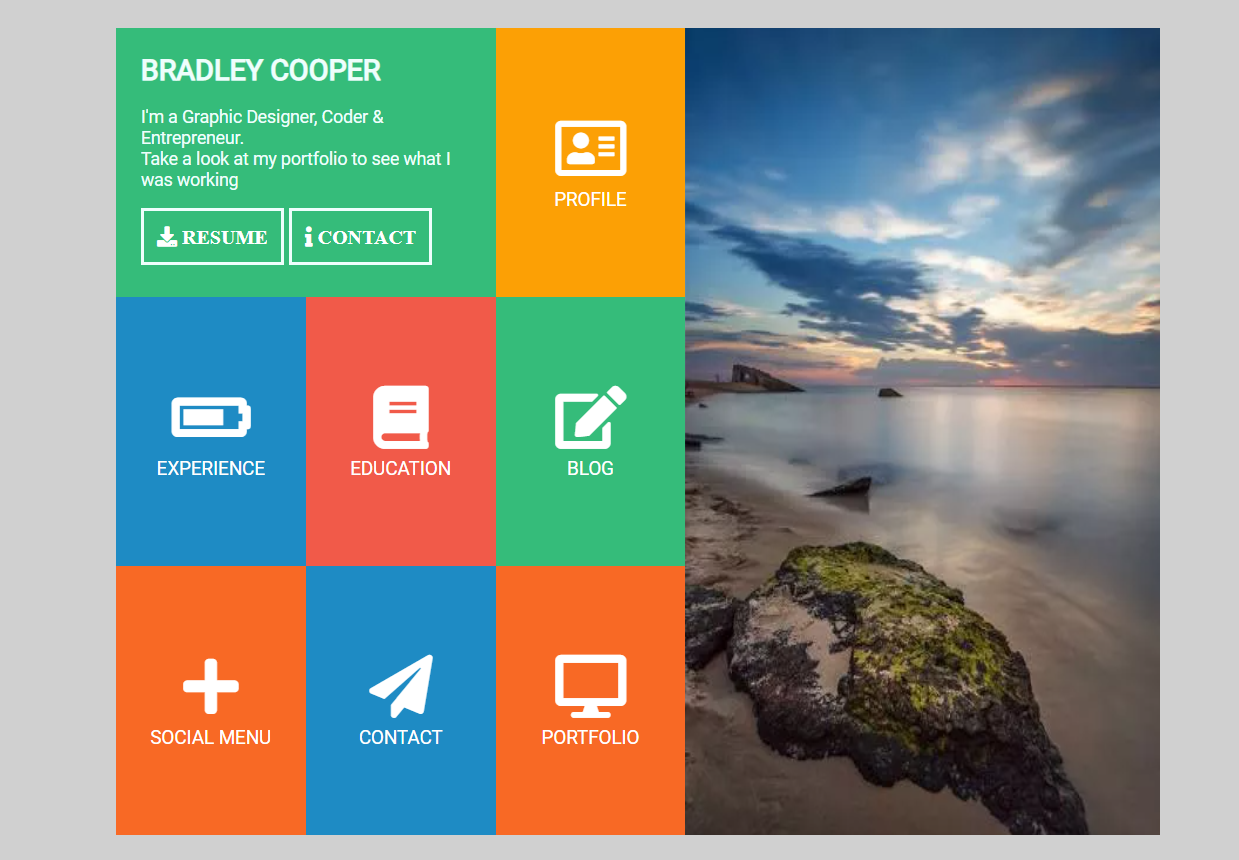 BRADLEY COOPER
I'm a Graphic Designer, Coder &
Entrepreneur.
Take a look at my portfolio to see what I
was working
RESUME
CONTACT
PROFILE
EXPERIENCE
EDUCATION
BLOG
SOCIAL MENU
CONTACT
PORTFOLIO